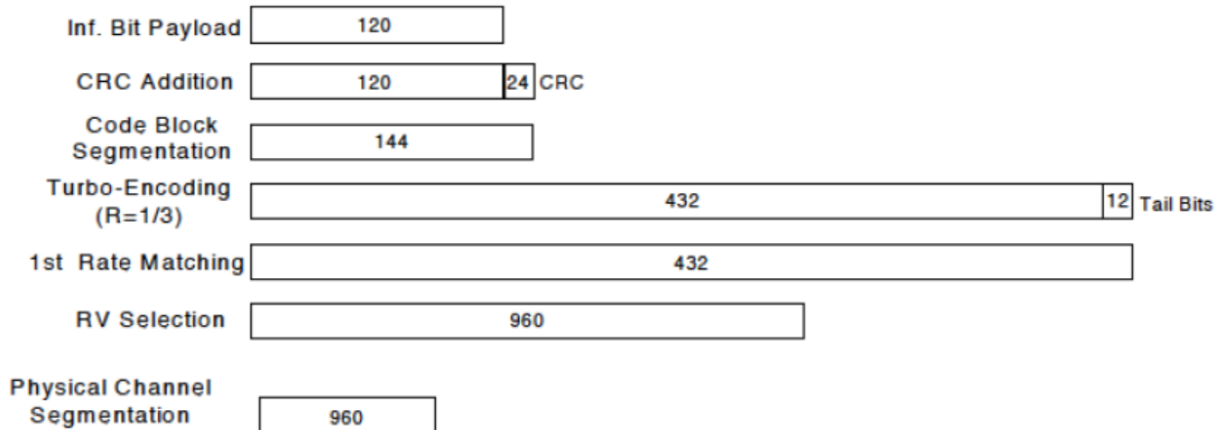 Inf. Bit Payload 120
CRC Addition 120 24 CRC
Code Block
Segmentation 144
Turbo-Encoding
(R=1/3) 432 12 Tail Bits
1st Rate Matching 432
RV Selection 960
Physical Channel
Segmentation 960